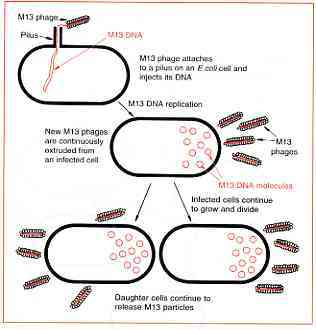 M13 phage
Pilus
M13 DNA
M13 phage attaches
to a pilus on an E.coli cell and
injects its DNA
M13 DNA replication
New M13 phages
are continuously
extruded from
an infected cell
M13
phages
M13 DNA molecules
Infected cells continue
to grow and divide
Daughter cells continue to
release M13 particles